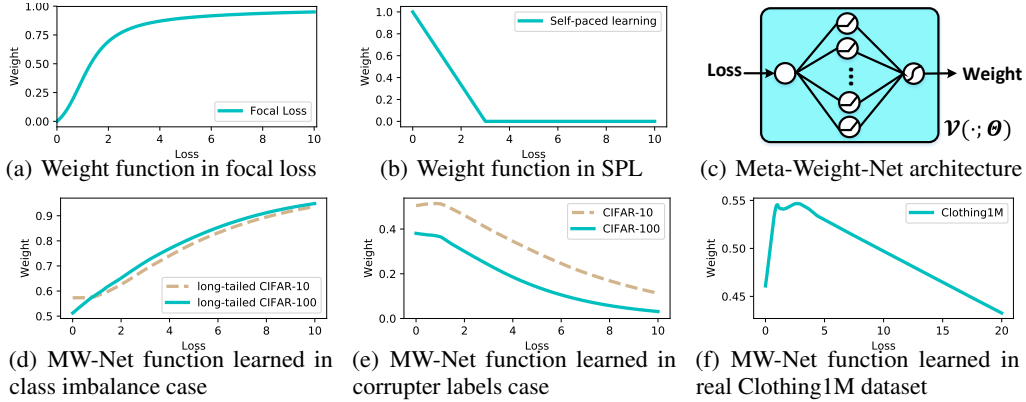 1.00
0.75
0.50
0.25
0.00
Weight
0 2 4 6 8 10
Loss
Focal Loss
(a) Weight function in focal loss
1.0
0.8
0.6
0.4
0.2
0.0
Weight
0 2 4 6 8 10
Loss
Self-paced learning
(b) Weight function in SPL
Loss
Weight
𝓥(·; 𝜣)
(c) Meta-Weight-Net architecture
0.9
0.8
0.7
0.6
0.5
Weight
0 2 4 6 8 10
Loss
long-tailed CIFAR-10
long-tailed CIFAR-100
(d) MW-Net function learned in
class imbalance case
0.4
0.2
0.0
Weight
0 2 4 6 8 10
Loss
CIFAR-10
CIFAR-100
(e) MW-Net function learned in
corrupter labels case
0.55
0.50
0.45
Weight
0 5 10 15 20
Loss
Clothing1M
(f) MW-Net function learned in
real Clothing1M dataset